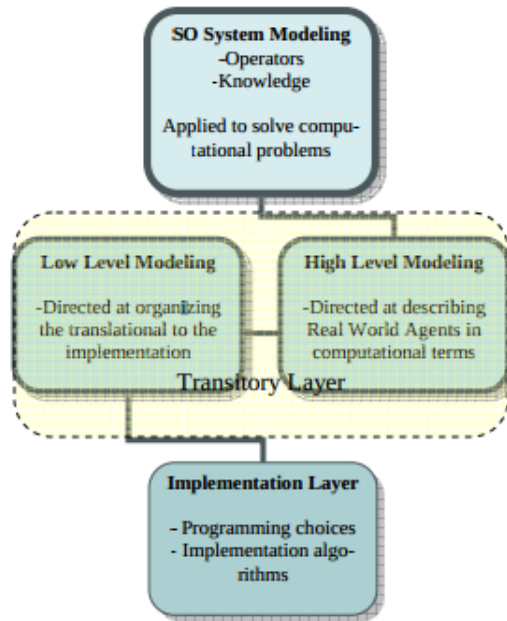 SO System Modeling
-Operators
-Knowledge
Applied to solve compu-
tational problems
Low Level Modeling
-Directed at organizing
the translational to the
implementation
High Level Modeling
-Directed at describing
Real World Agents in
computational terms
Transitory Layer
Implementation Layer
- Programming choices
- Implementation algo-
rithms